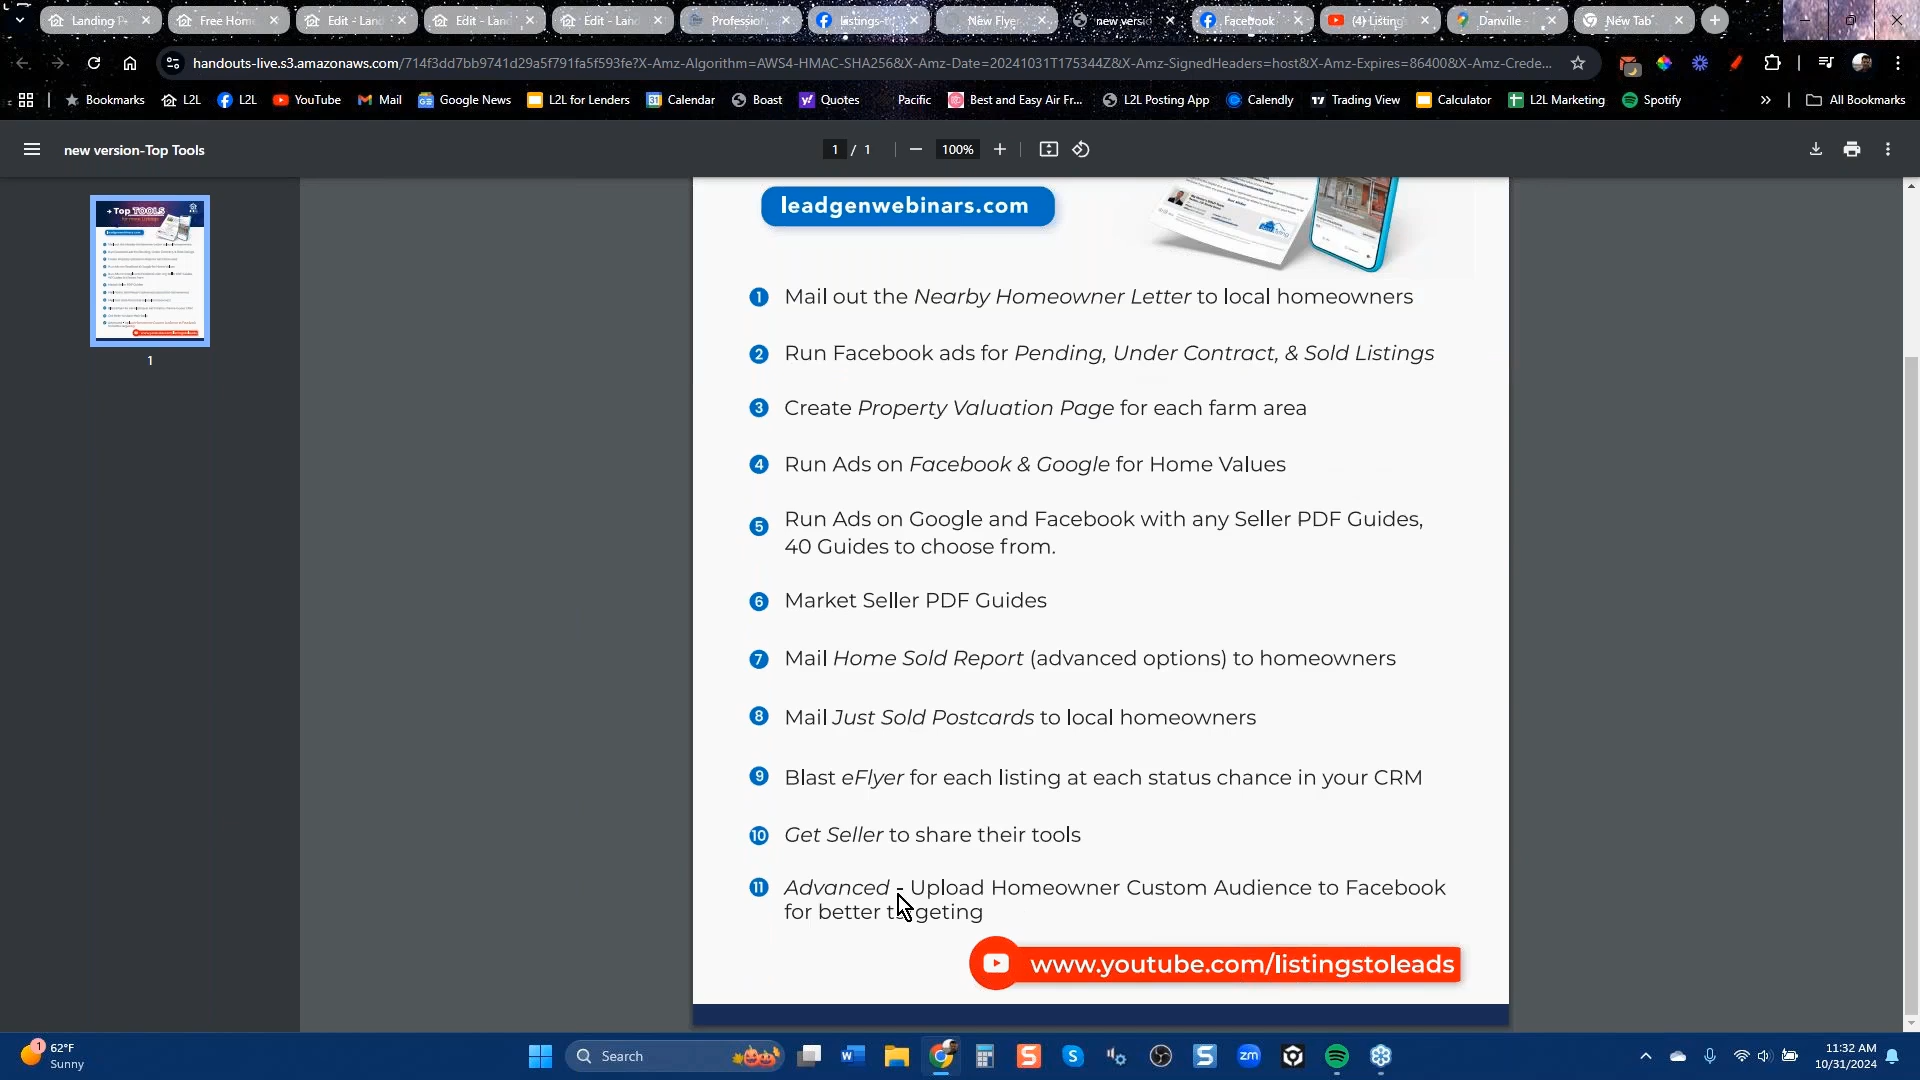 Landing P
Free Home
Edit - Land
Edit - Land
Edit - Land
Professio
listings-t
New Flyer
new versio
Facebook
(4) Listing
Danville -
New Tab
handouts-live.s3.amazonaws.com/714f3dd7bb9741d29a5f791fa5f593fe?X-Amz-Algorithm=AWS4-HMAC-SHA256&X-Amz-Date=20241031T175344Z&X-Amz-SignedHeaders=host&X-Amz-Expires=86400&X-Amz-Crede...
Bookmarks
L2L
L2L
YouTube
Mail
Google News
L2L for Lenders
31 Calendar
Boast
Quotes
Pacific
Best and Easy Air Fr...
L2L Posting App
Calendly
Trading View
Calculator
L2L Marketing
Spotify
All Bookmarks
new version-Top Tools
1 / 1
100%
Top TOOLS
1
leadgenwebinars.com
1 Mail out the Nearby Homeowner Letter to local homeowners
2 Run Facebook ads for Pending, Under Contract, & Sold Listings
3 Create Property Valuation Page for each farm area
4 Run Ads on Facebook & Google for Home Values
5 Run Ads on Google and Facebook with any Seller PDF Guides,
40 Guides to choose from.
6 Market Seller PDF Guides
7 Mail Home Sold Report (advanced options) to homeowners
8 Mail Just Sold Postcards to local homeowners
9 Blast eFlyer for each listing at each status chance in your CRM
10 Get Seller to share their tools
11 Advanced - Upload Homeowner Custom Audience to Facebook
for better targeting
www.youtube.com/listingstoleads
1
62°F
Sunny
Search
zm
11:32 AM
10/31/2024